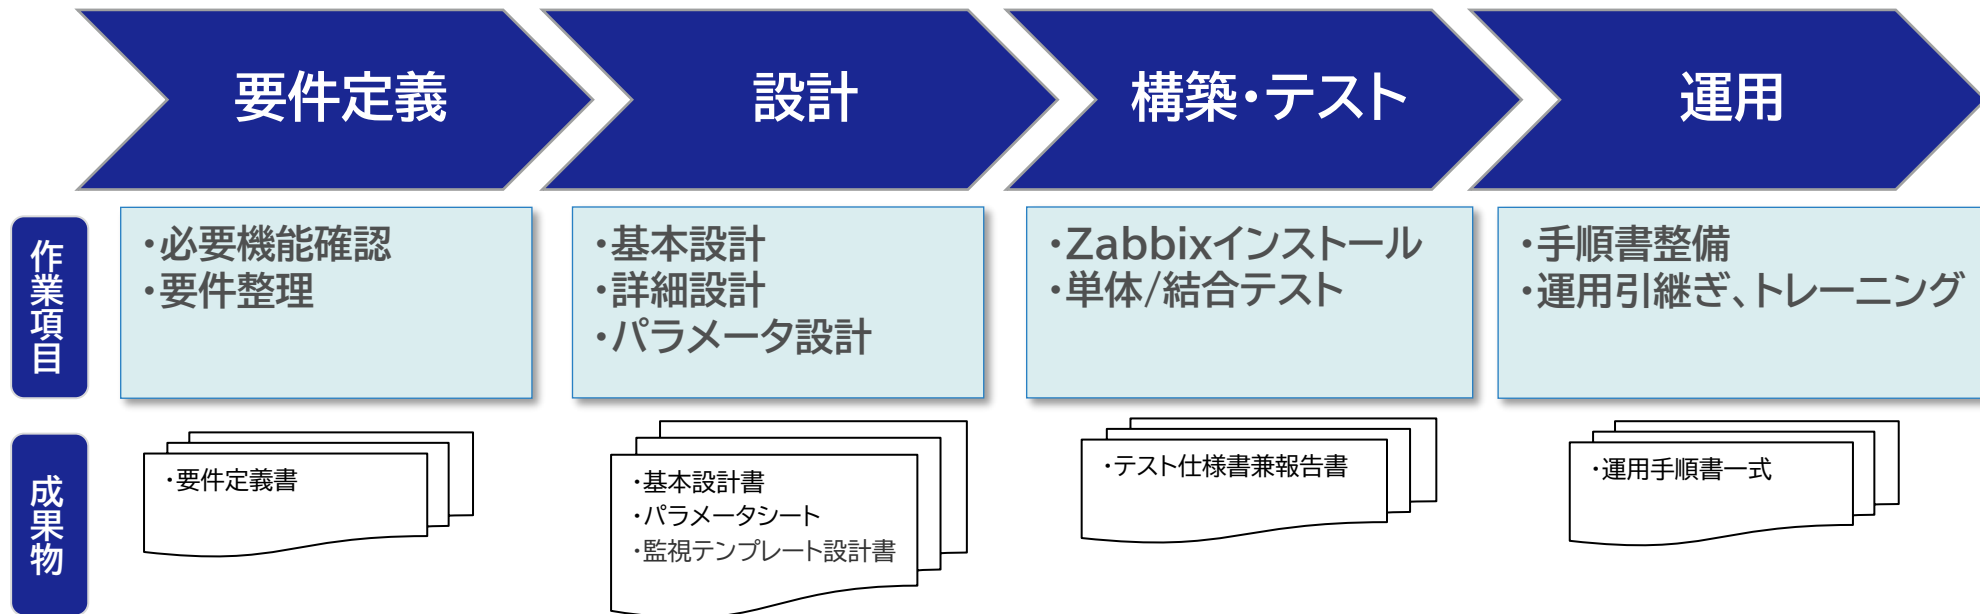 要件定義
設計
構築・テスト
運用
作業項目
・必要機能確認
・要件整理
・基本設計
・詳細設計
・パラメータ設計
・Zabbixインストール
・単体/結合テスト
・手順書整備
・運用引継ぎ、トレーニング
成果物
・要件定義書
・基本設計書
・パラメータシート
・監視テンプレート設計書
・テスト仕様書兼報告書
・運用手順書一式